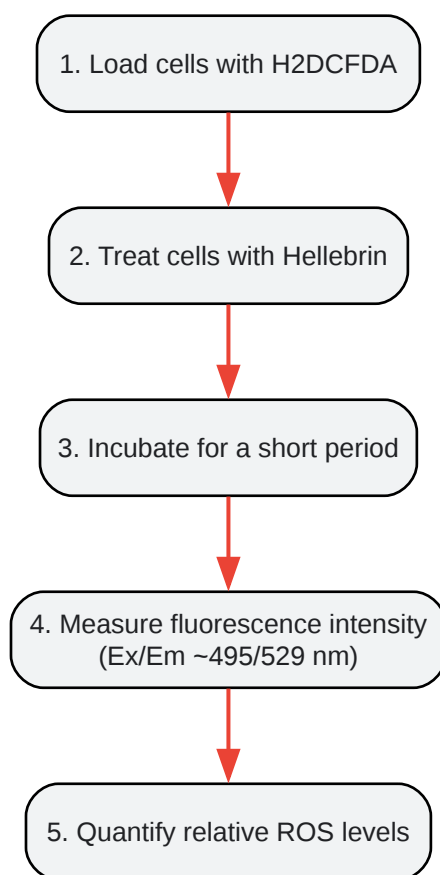 1. Load cells with H2DCFDA
2. Treat cells with Hellebrin
3. Incubate for a short period
4. Measure fluorescence intensity
(Ex/Em ~495/529 nm)
5. Quantify relative ROS levels